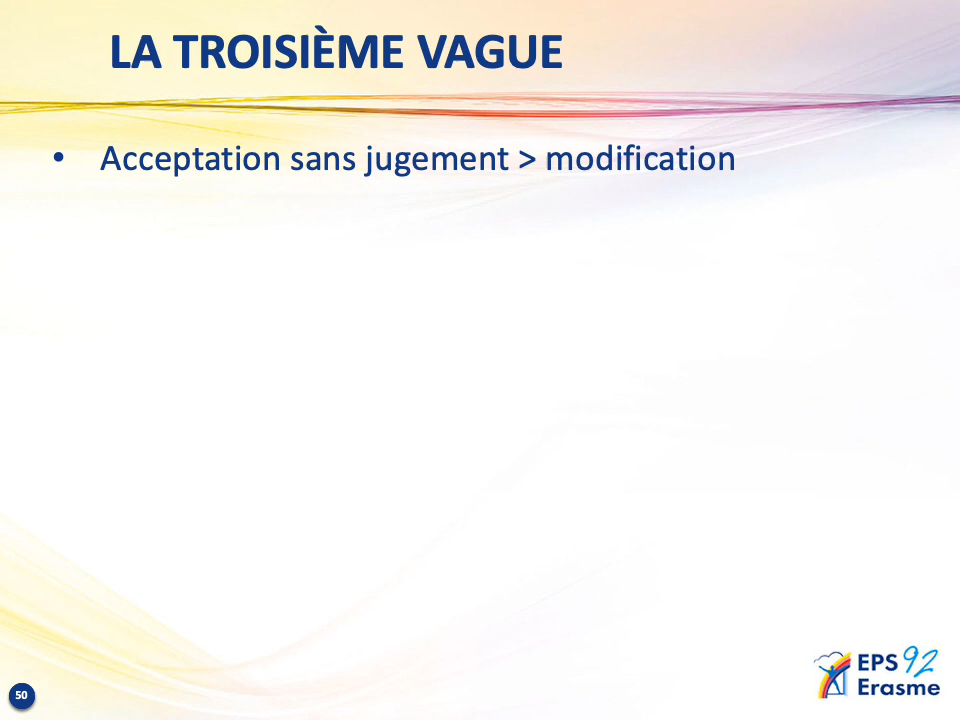 LA TROISIÈME VAGUE
• Acceptation sans jugement > modification
EPS 92
Erasme
50